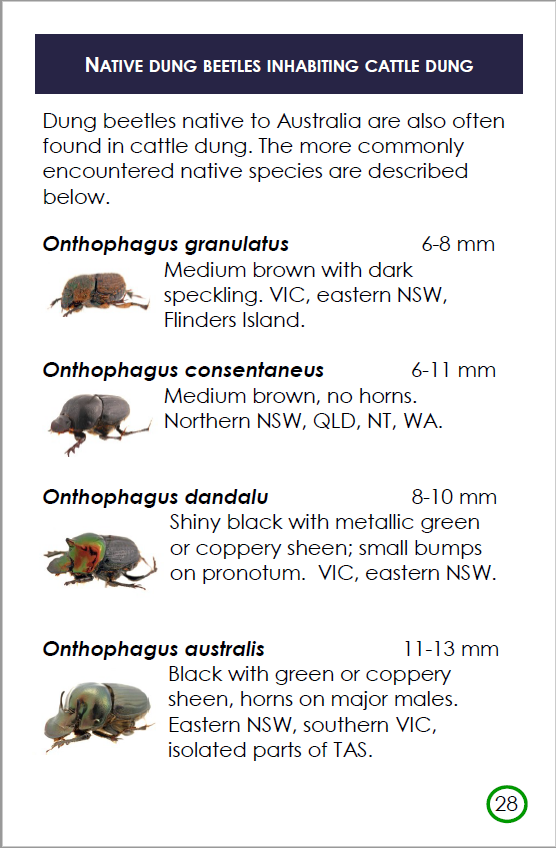 NATIVE DUNG BEETLES INHABITING CATTLE DUNG
Dung beetles native to Australia are also often
found in cattle dung. The more commonly
encountered native species are described
below.
Onthophagus granulatus 6-8 mm
Medium brown with dark
speckling. VIC, eastern NSW,
Flinders Island.
Onthophagus consentaneus 6-11 mm
Medium brown, no horns.
Northern NSW, QLD, NT, WA.
Onthophagus dandalu 8-10 mm
Shiny black with metallic green
or coppery sheen; small bumps
on pronotum. VIC, eastern NSW.
Onthophagus australis 11-13 mm
Black with green or coppery
sheen, horns on major males.
Eastern NSW, southern VIC,
isolated parts of TAS.
28